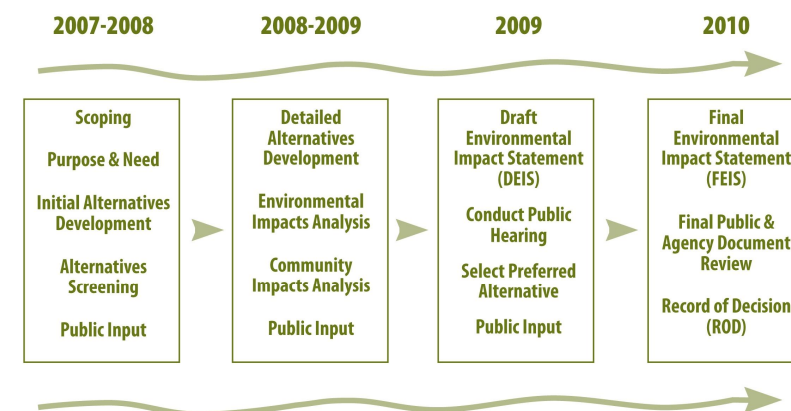 2007-2008
2008-2009
2009
2010
Scoping
Purpose & Need
Initial Alternatives
Development
Alternatives
Screening
Public Input
Detailed
Alternatives
Development
Environmental
Impacts Analysis
Community
Impacts Analysis
Public Input
Draft
Environmental
Impact Statement
(DEIS)
Conduct Public
Hearing
Select Preferred
Alternative
Public Input
Final
Environmental
Impact Statement
(FEIS)
Final Public &
Agency Document
Review
Record of Decision
(ROD)